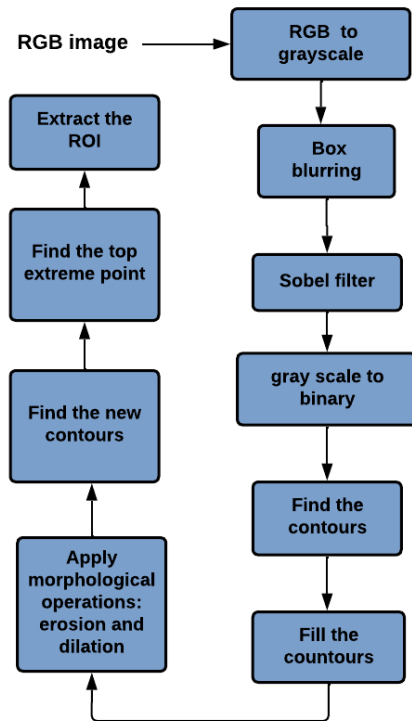 RGB image
RGB to
grayscale
Box
blurring
Sobel filter
gray scale to
binary
Find the
contours
Fill the
countours
Apply
morphological
operations:
erosion and
dilation
Find the new
contours
Find the top
extreme point
Extract the
ROI